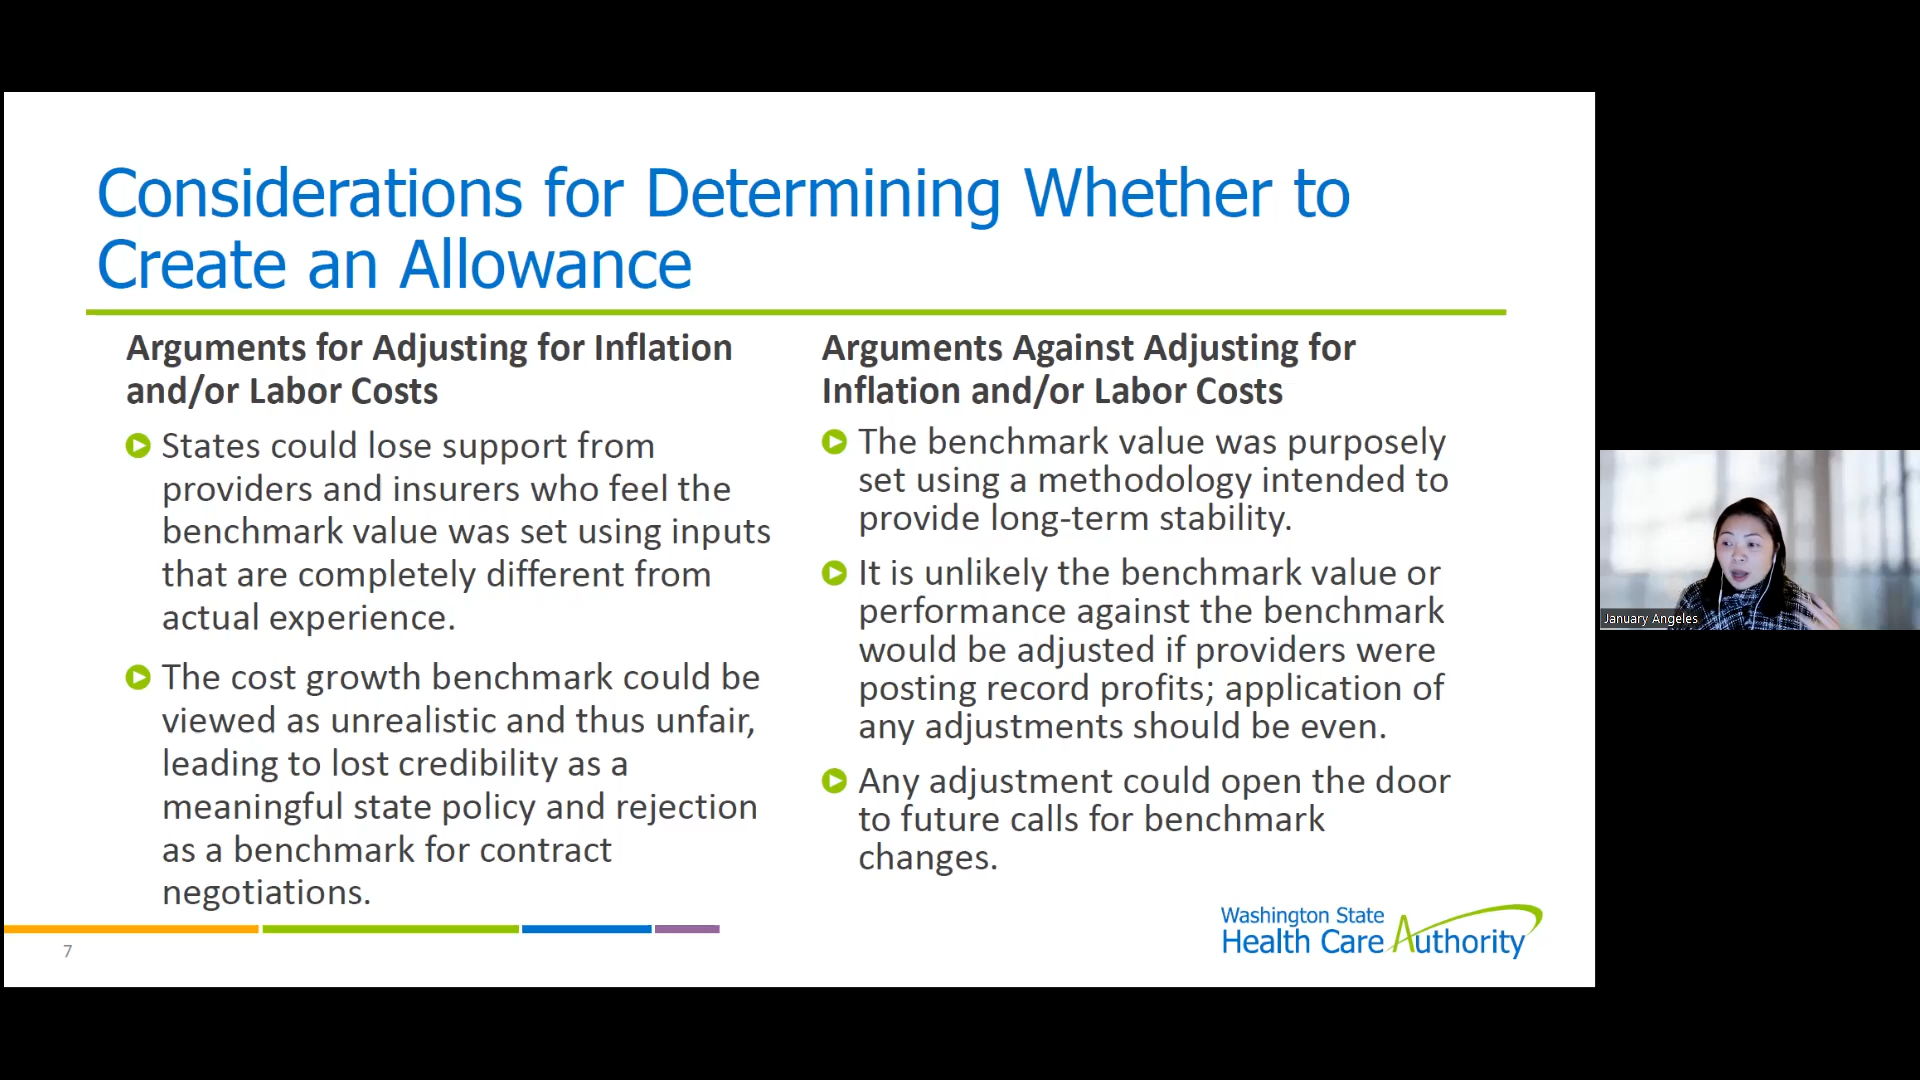 Considerations for Determining Whether to
Create an Allowance
Arguments for Adjusting for Inflation
and/or Labor Costs
States could lose support from
providers and insurers who feel the
benchmark value was set using inputs
that are completely different from
actual experience.
The cost growth benchmark could be
viewed as unrealistic and thus unfair,
leading to lost credibility as a
meaningful state policy and rejection
as a benchmark for contract
negotiations.
Arguments Against Adjusting for
Inflation and/or Labor Costs
The benchmark value was purposely
set using a methodology intended to
provide long-term stability.
It is unlikely the benchmark value or
performance against the benchmark
would be adjusted if providers were
posting record profits; application of
any adjustments should be even.
Any adjustment could open the door
to future calls for benchmark
changes.
7
Washington State
Health Care Authority
January Angeles